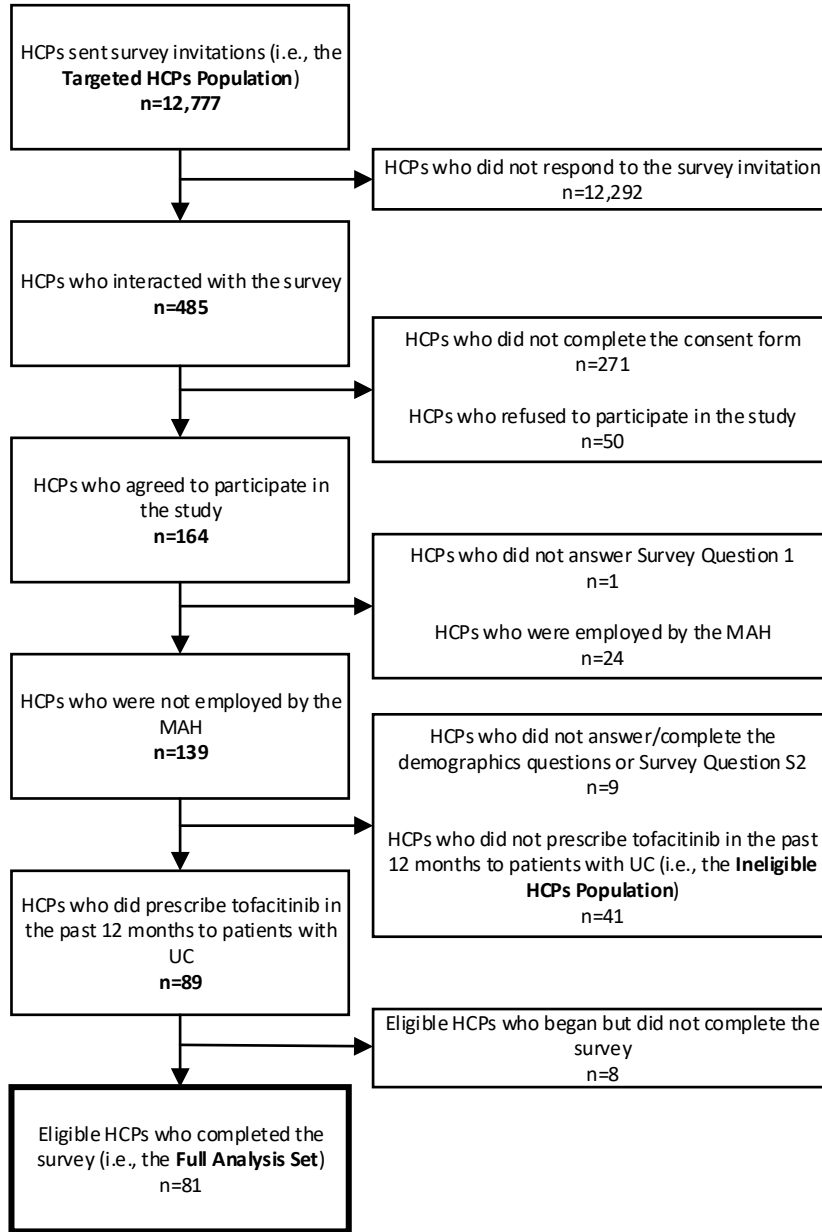 HCPs sent survey invitations (i.e., the
Targeted HCPs Population)
n=12,777
HCPs who did not respond to the survey invitation
n=12,292
HCPs who interacted with the survey
n=485
HCPs who did not complete the consent form
n=271
HCPs who refused to participate in the study
n=50
HCPs who agreed to participate in
the study
n=164
HCPs who did not answer Survey Question 1
n=1
HCPs who were employed by the MAH
n=24
HCPs who were not employed by the
MAH
n=139
HCPs who did not answer/complete the
demographics questions or Survey Question S2
n=9
HCPs who did not prescribe tofacitinib in the past
12 months to patients with UC (i.e., the Ineligible
HCPs Population)
n=41
HCPs who did prescribe tofacitinib in
the past 12 months to patients with
UC
n=89
Eligible HCPs who began but did not complete the
survey
n=8
Eligible HCPs who completed the
survey (i.e., the Full Analysis Set)
n=81